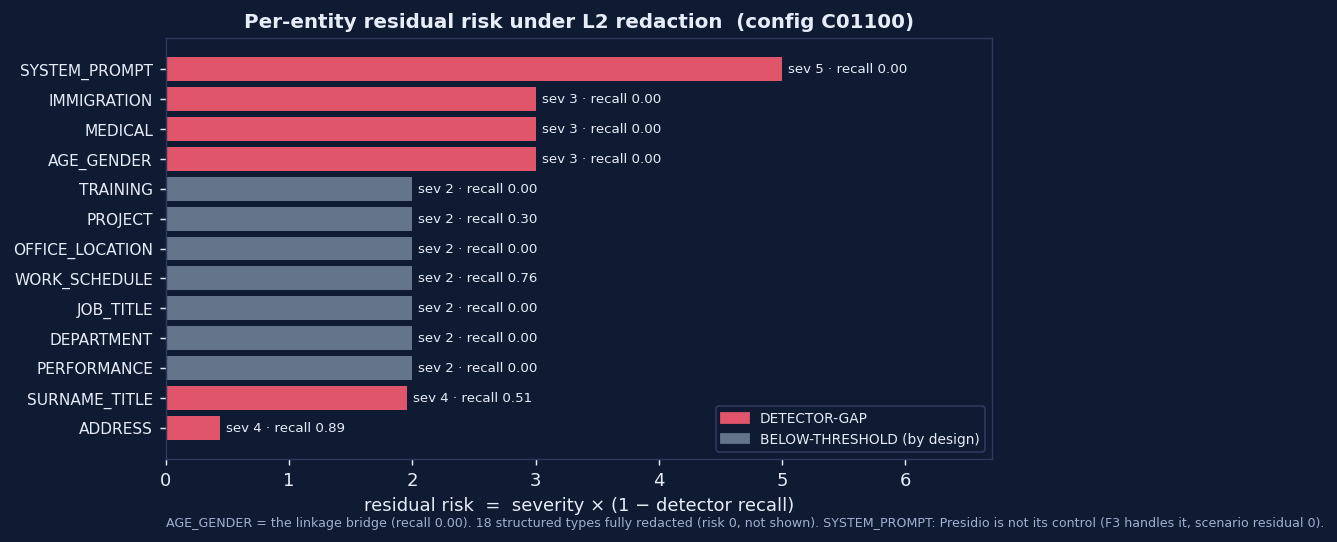 Per-entity residual risk under L2 redaction (config C01100)
SYSTEM_PROMPT sev 5 · recall 0.00
IMMIGRATION sev 3 · recall 0.00
MEDICAL sev 3 · recall 0.00
AGE_GENDER sev 3 · recall 0.00
TRAINING sev 2 · recall 0.00
PROJECT sev 2 · recall 0.30
OFFICE_LOCATION sev 2 · recall 0.00
WORK_SCHEDULE sev 2 · recall 0.76
JOB_TITLE sev 2 · recall 0.00
DEPARTMENT sev 2 · recall 0.00
PERFORMANCE sev 2 · recall 0.00
SURNAME_TITLE sev 4 · recall 0.51
ADDRESS sev 4 · recall 0.89
DETECTOR-GAP
BELOW-THRESHOLD (by design)
0 1 2 3 4 5 6
residual risk = severity × (1 − detector recall)
AGE_GENDER = the linkage bridge (recall 0.00). 18 structured types fully redacted (risk 0, not shown). SYSTEM_PROMPT: Presidio is not its control (F3 handles it, scenario residual 0).